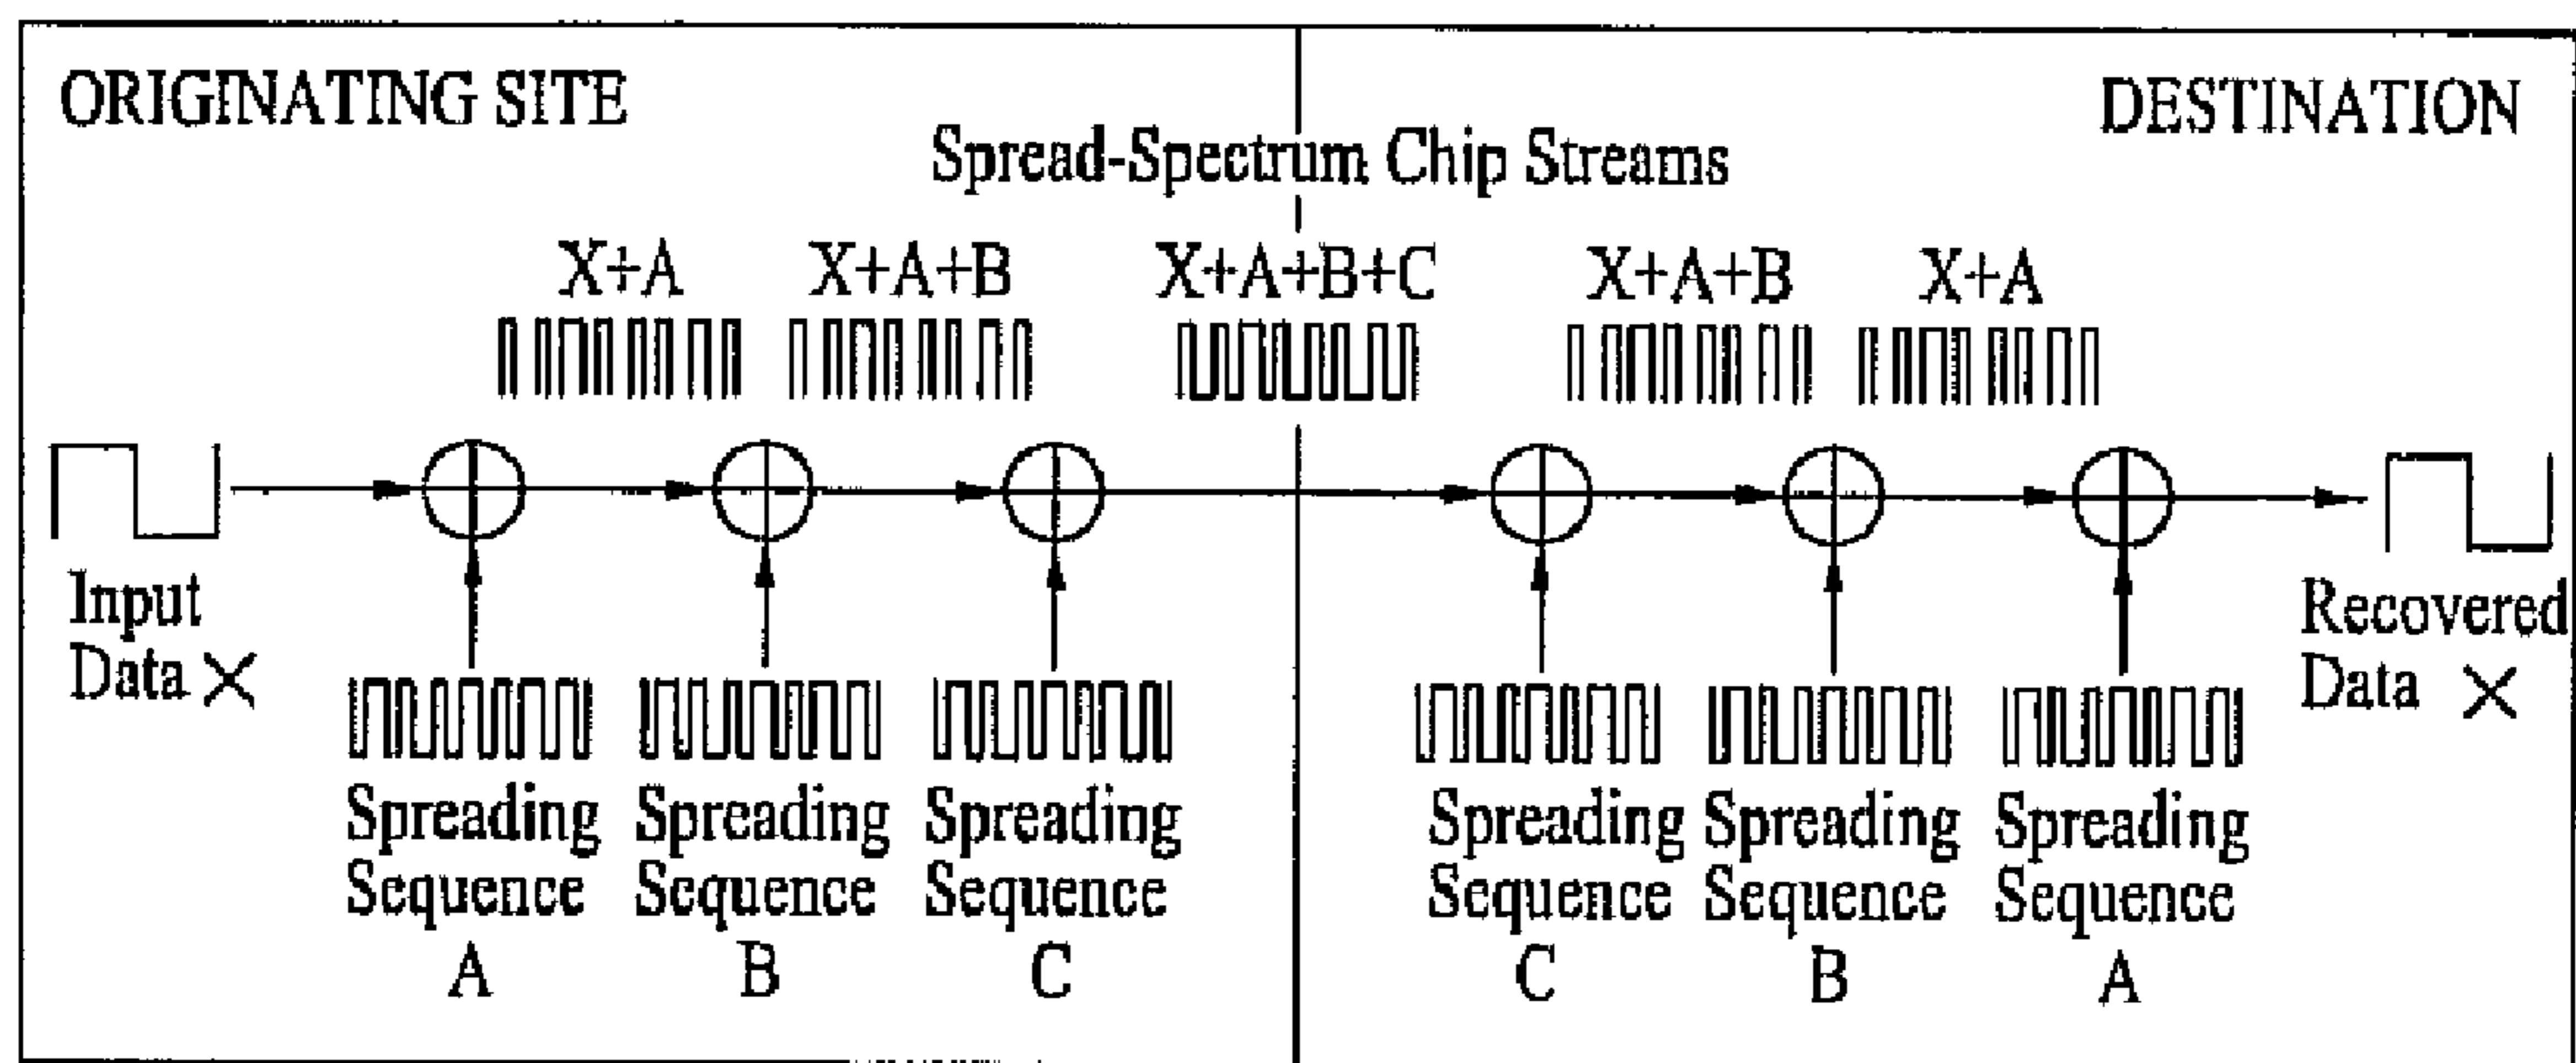 ORIGINATING SITE
DESTINATION
Spread-Spectrum Chip Streams
X+A
X+A+B
X+A+B+C
X+A+B
X+A
Input
Data X
Recovered
Data X
Spreading
Sequence
A
Spreading
Sequence
B
Spreading
Sequence
C
Spreading
Sequence
C
Spreading
Sequence
B
Spreading
Sequence
A